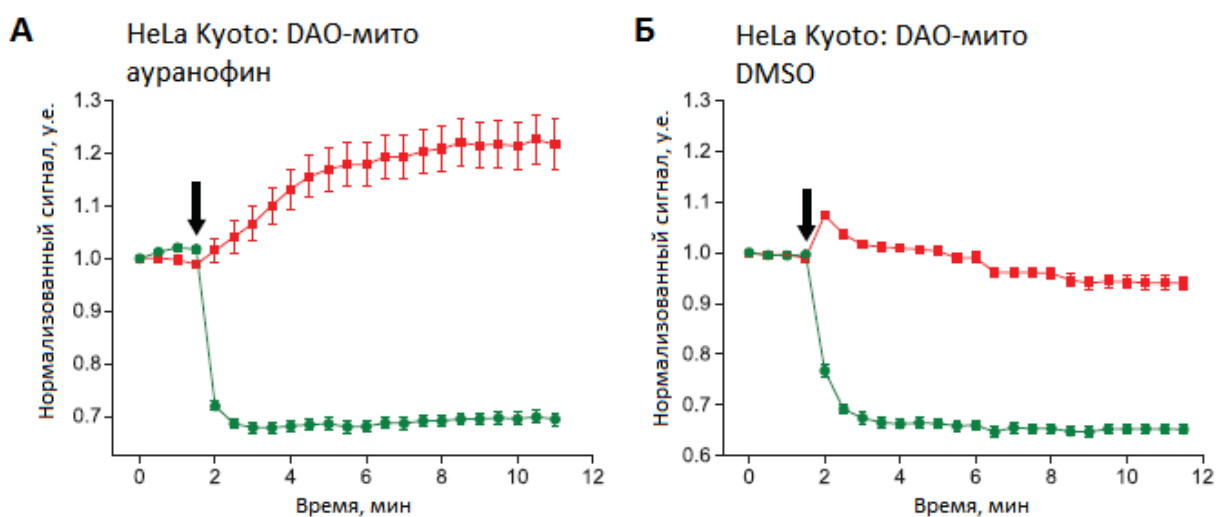 А
HeLa Kyoto: DAO-мито
ауранофин
Нормализованный сигнал, у.е.
1.3
1.2
1.1
1.0
0.9
0.8
0.7
0 2 4 6 8 10 12
Время, мин
Б
HeLa Kyoto: DAO-мито
DMSO
Нормализованный сигнал, у.е.
1.3
1.2
1.1
1.0
0.9
0.8
0.7
0.6
0 2 4 6 8 10 12
Время, мин